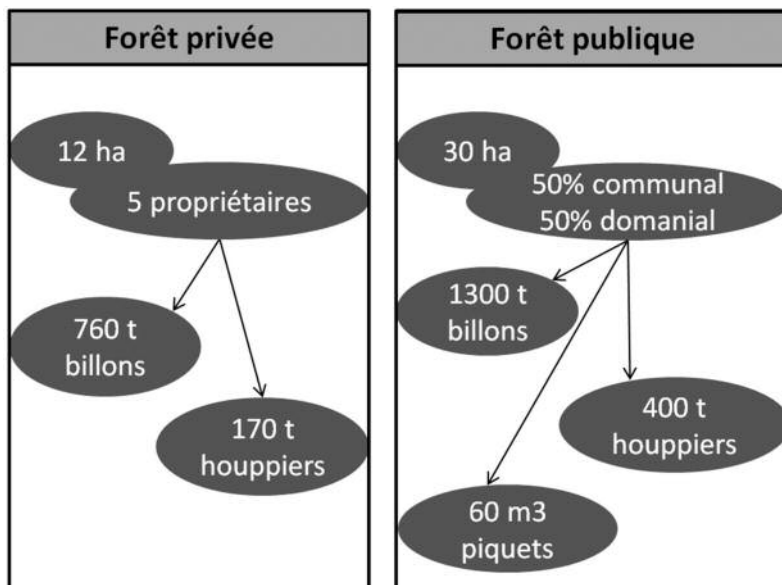 Forêt privée
12 ha
5 propriétaires
760 t
billons
170 t
houppiers
Forêt publique
30 ha
50% communal
50% domanial
1300 t
billons
400 t
houppiers
60 m3
piquets